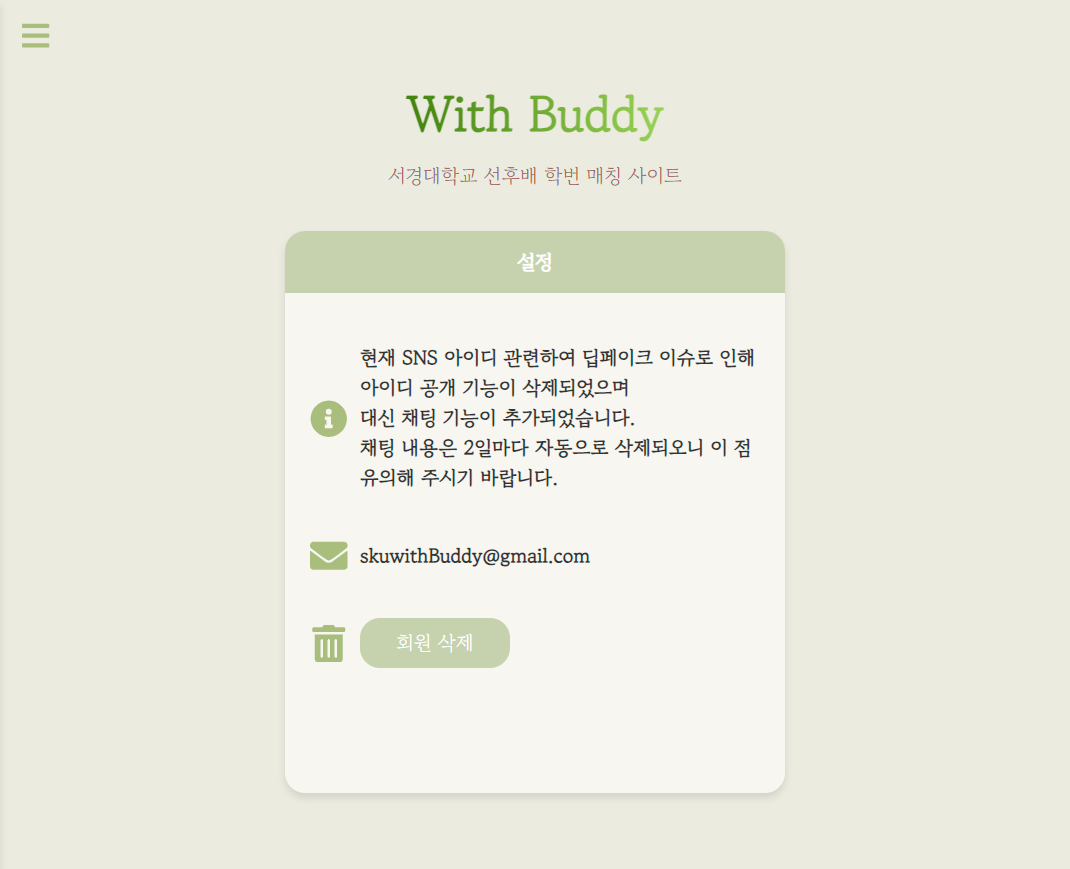 With Buddy
서경대학교 선후배 학번 매칭 사이트
설정
현재 SNS 아이디 관련하여 딥페이크 이슈로 인해
아이디 공개 기능이 삭제되었으며
대신 채팅 기능이 추가되었습니다.
채팅 내용은 2일마다 자동으로 삭제되오니 이 점
유의해 주시기 바랍니다.
skuwithBuddy@gmail.com
회원 삭제